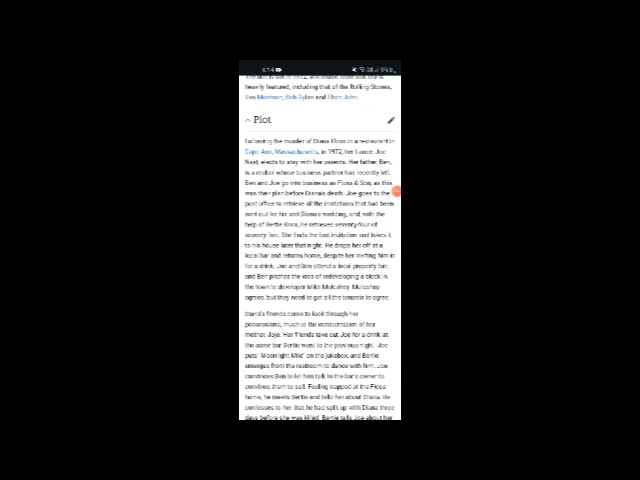 The film is set in 1972, and music from that era is
heavily featured, including that of the Rolling Stones,
Van Morrison, Bob Dylan and Elton John.
Plot
Following the murder of Diana Floss in a restaurant in
Cape Ann, Massachusetts, in 1972, her fiancé, Joe
Nast, elects to stay with her parents. Her father, Ben,
is a realtor whose business partner has recently left.
Ben and Joe go into business as Floss & Son, as this
was their plan before Diana's death. Joe goes to the
post office to retrieve all the invitations that had been
sent out for his and Diana's wedding, and, with the
help of Bertie Knox, he retrieves seventy-four of
seventy five. She finds the last invitation and takes it
to his house later that night. He drops her off at a
local bar and returns home, despite her inviting him in
for a drink. Joe and Ben attend a local property fair,
and Ben pitches the idea of redeveloping a block in
the town to developer Mike Mulcahey. Mulcahey
agrees, but they need to get all the tenants to agree.
Diana's friends come to look through her
possessions, much to the consternation of her
mother, Jojo. Her friends take out Joe for a drink at
the same bar Bertie went to the previous night. Joe
puts "Moonlight Mile" on the jukebox, and Bertie
emerges from the restroom to dance with him. Joe
convinces Ben to let him talk to the bar's owner to
convince them to sell. Feeling trapped at the Floss
home, he meets Bertie and tells her about Diana. He
confesses to her that he had split up with Diana three
days before she was killed. Bertie tells Joe about her